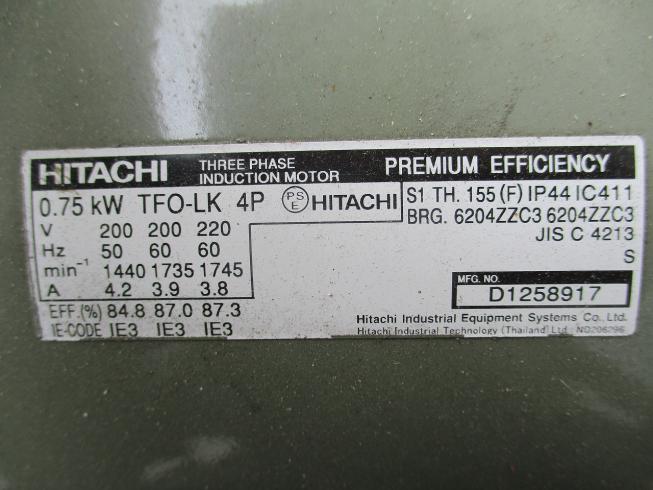 HITACHI THREE PHASE INDUCTION MOTOR PREMIUM EFFICIENCY
0.75 kW TFO-LK 4P PS E HITACHI S1 TH. 155 (F) IP44 IC411
BRG. 6204ZZC3 6204ZZC3
V 200 200 220 JIS C 4213
Hz 50 60 60 S
min⁻¹ 1440 1735 1745
A 4.2 3.9 3.8 MFG. NO. D1258917
EFF.(%) 84.8 87.0 87.3
IE-CODE IE3 IE3 IE3
Hitachi Industrial Equipment Systems Co., Ltd.
Hitachi Industrial Technology (Thailand) Ltd. ND206296